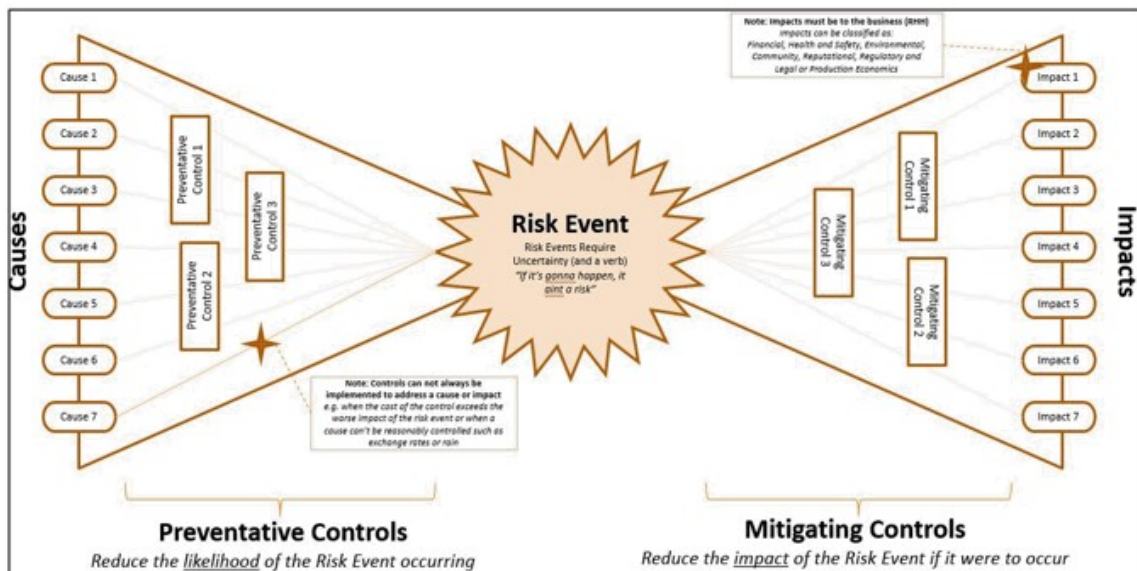 Note: Impacts must be to the business (RHH)
Impacts can be classified as:
Financial, Health and Safety, Environmental,
Community, Reputational, Regulatory and
Legal or Production Economics
Causes
Cause 1
Cause 2
Cause 3
Cause 4
Cause 5
Cause 6
Cause 7
Preventative
Control 1
Preventative
Control 2
Preventative
Control 3
Risk Event
Risk Events Require
Uncertainty (and a verb)
"If it's gonna happen, it
aint a risk"
Mitigating
Control 3
Mitigating
Control 1
Mitigating
Control 2
Impact 1
Impact 2
Impact 3
Impact 4
Impact 5
Impact 6
Impact 7
Impacts
Note: Controls can not always be
implemented to address a cause or impact
e.g. when the cost of the control exceeds the
worse impact of the risk event or when a
cause can't be reasonably controlled such as
exchange rates or rain
Preventative Controls
Reduce the likelihood of the Risk Event occurring
Mitigating Controls
Reduce the impact of the Risk Event if it were to occur